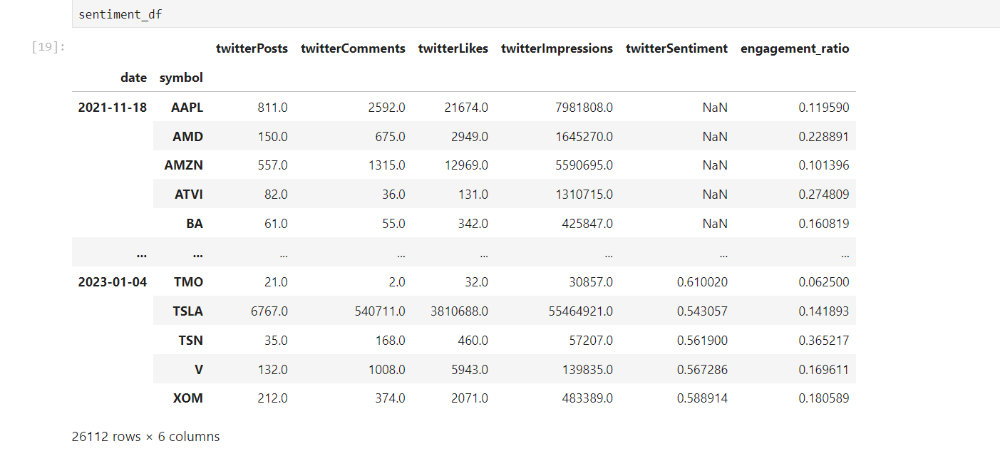 sentiment_df
[19]:
twitterPosts twitterComments twitterLikes twitterImpressions twitterSentiment engagement_ratio
date symbol
2021-11-18 AAPL 811.0 2592.0 21674.0 7981808.0 NaN 0.119590
AMD 150.0 675.0 2949.0 1645270.0 NaN 0.228891
AMZN 557.0 1315.0 12969.0 5590695.0 NaN 0.101396
ATVI 82.0 36.0 131.0 1310715.0 NaN 0.274809
BA 61.0 55.0 342.0 425847.0 NaN 0.160819
... ... ... ... ... ... ... ...
2023-01-04 TMO 21.0 2.0 32.0 30857.0 0.610020 0.062500
TSLA 6767.0 540711.0 3810688.0 55464921.0 0.543057 0.141893
TSN 35.0 168.0 460.0 57207.0 0.561900 0.365217
V 132.0 1008.0 5943.0 139835.0 0.567286 0.169611
XOM 212.0 374.0 2071.0 483389.0 0.588914 0.180589
26112 rows × 6 columns